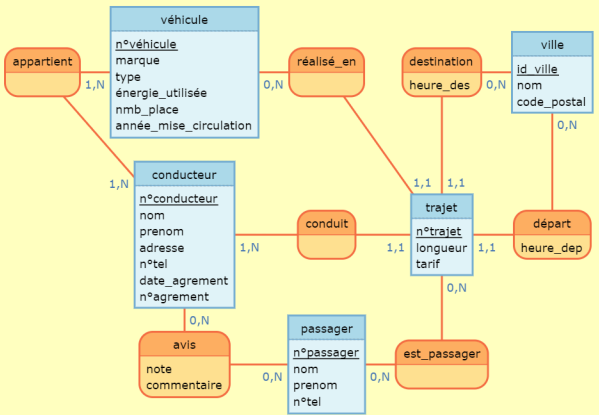 véhicule
n°véhicule
marque
type
énergie_utilisée
nmb_place
année_mise_circulation
appartient
1,N
0,N
réalisé_en
destination
heure_des
0,N
ville
id_ville
nom
code_postal
0,N
1,N
conducteur
n°conducteur
nom
prenom
adresse
n°tel
date_agrement
n°agrement
1,N
conduit
1,1
1,1
1,1
trajet
n°trajet
longueur
tarif
1,1
départ
heure_dep
0,N
0,N
avis
note
commentaire
0,N
passager
n°passager
nom
prenom
n°tel
0,N
est_passager